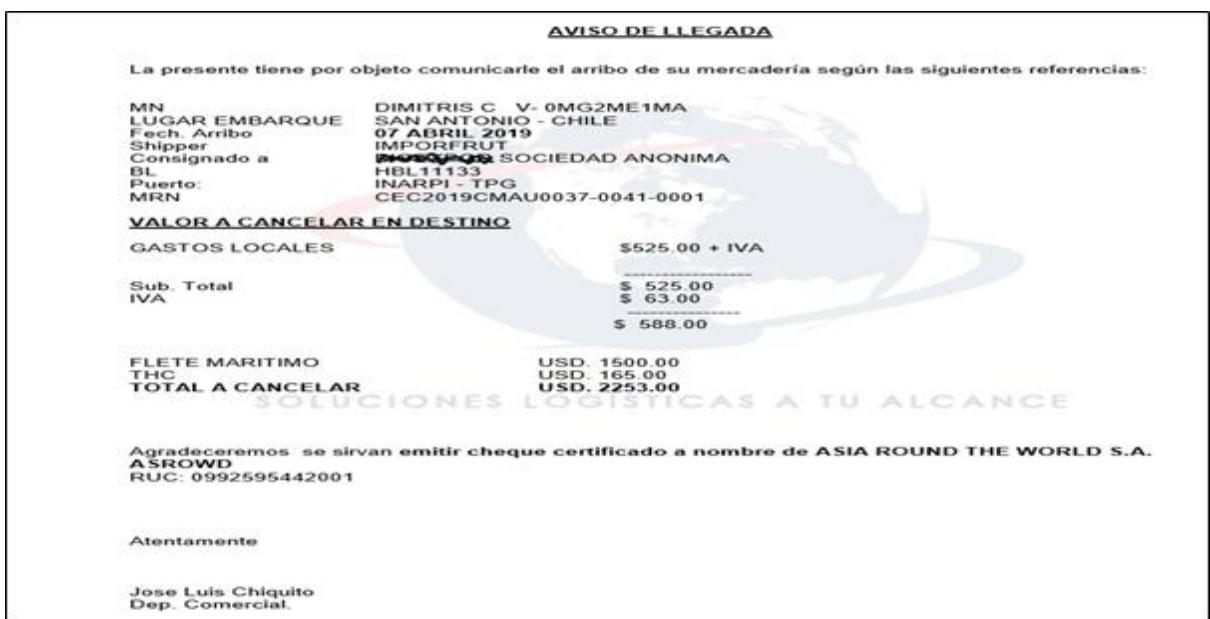 AVISO DE LLEGADA
La presente tiene por objeto comunicarle el arribo de su mercadería según las siguientes referencias:
MN DIMITRIS C V- 0MG2ME1MA
LUGAR EMBARQUE SAN ANTONIO - CHILE
Fech. Arribo 07 ABRIL 2019
Shipper IMPORFRUT
Consignado a SOCIEDAD ANONIMA
BL HBL11133
Puerto: INARPI - TPG
MRN CEC2019CMAU0037-0041-0001
VALOR A CANCELAR EN DESTINO
GASTOS LOCALES $525.00 + IVA
------------------
Sub. Total $ 525.00
IVA $ 63.00
----------------
$ 588.00
FLETE MARITIMO USD. 1500.00
THC USD. 165.00
TOTAL A CANCELAR USD. 2253.00
SOLUCIONES LOGÍSTICAS A TU ALCANCE
Agradeceremos se sirvan emitir cheque certificado a nombre de ASIA ROUND THE WORLD S.A.
ASROWD
RUC: 0992595442001
Atentamente
Jose Luis Chiquito
Dep. Comercial.